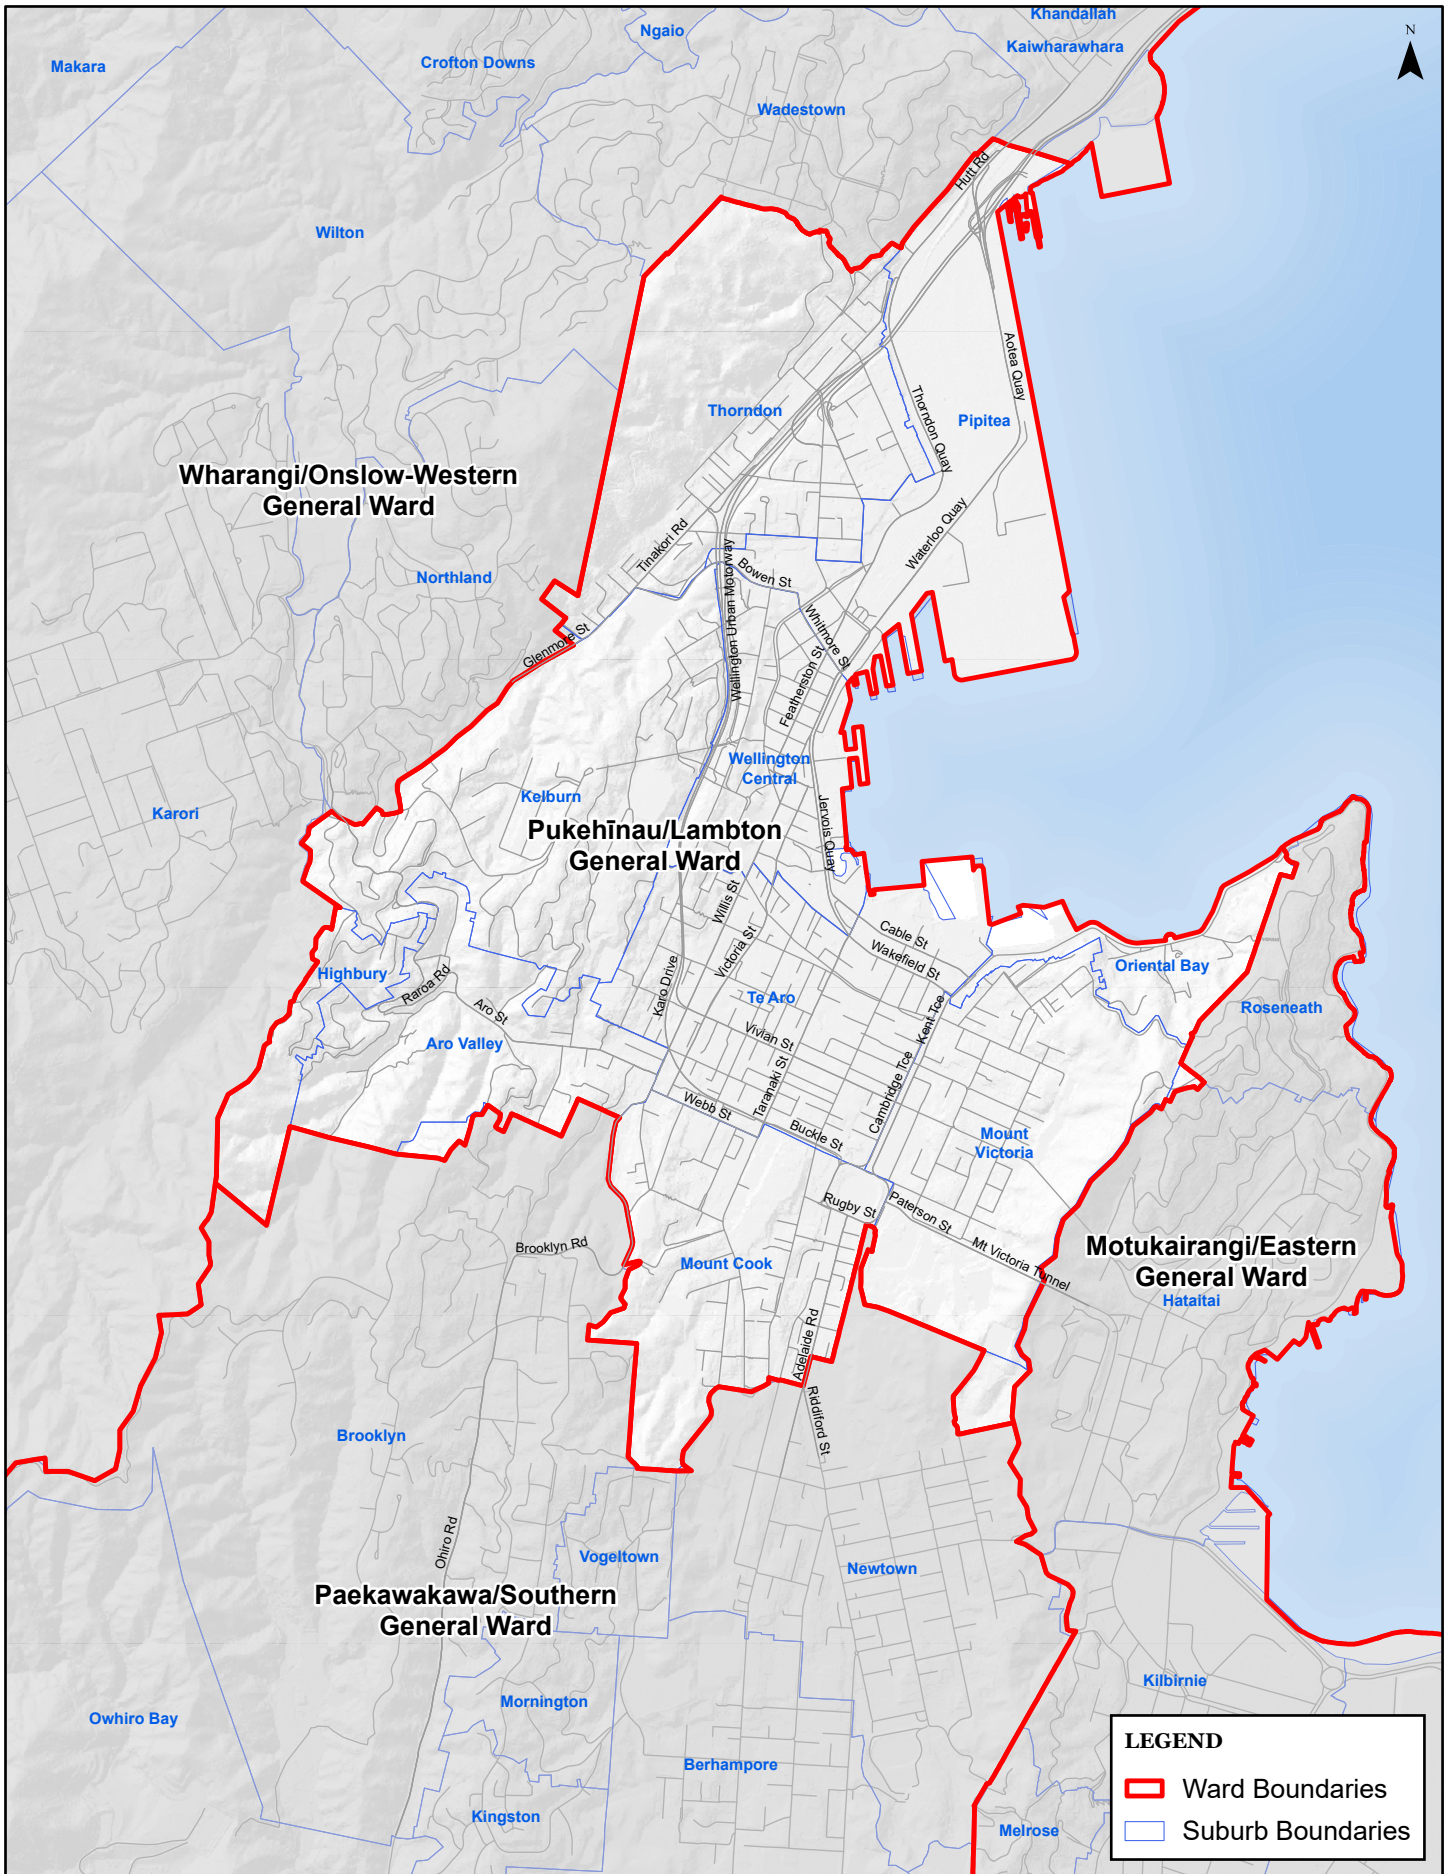 Khandallah
Ngaio
N
Kaiwharawhara
Crofton Downs
Makara
Wadestown
Hutt Rd
Wilton
Aotea Quay
Thorndon
Thorndon Quay
Pipitea
Wharangi/Onslow-Western
General Ward
Tinakori Rd
Waterloo Quay
Wellington Urban Motorway
Bowen St
Northland
Whitmore St
Glenmore St
Featherston St
Wellington
Central
Kelburn
Karori
Jervois Quay
Pukehīnau/Lambton
General Ward
Willis St
Cable St
Victoria St
Wakefield St
Oriental Bay
Highbury
Raroa Rd
Karo Drive
Te Aro
Roseneath
Aro St
Kent Tce
Vivian St
Aro Valley
Taranaki St
Cambridge Tce
Webb St
Buckle St
Mount
Victoria
Rugby St
Paterson St
Brooklyn Rd
Mt Victoria Tunnel
Motukairangi/Eastern
General Ward
Mount Cook
Hataitai
Adelaide Rd
Riddiford St
Brooklyn
Ohiro Rd
Vogeltown
Newtown
Paekawakawa/Southern
General Ward
Kilbirnie
Mornington
Owhiro Bay
Berhampore
Kingston
Melrose
LEGEND
Ward Boundaries
Suburb Boundaries